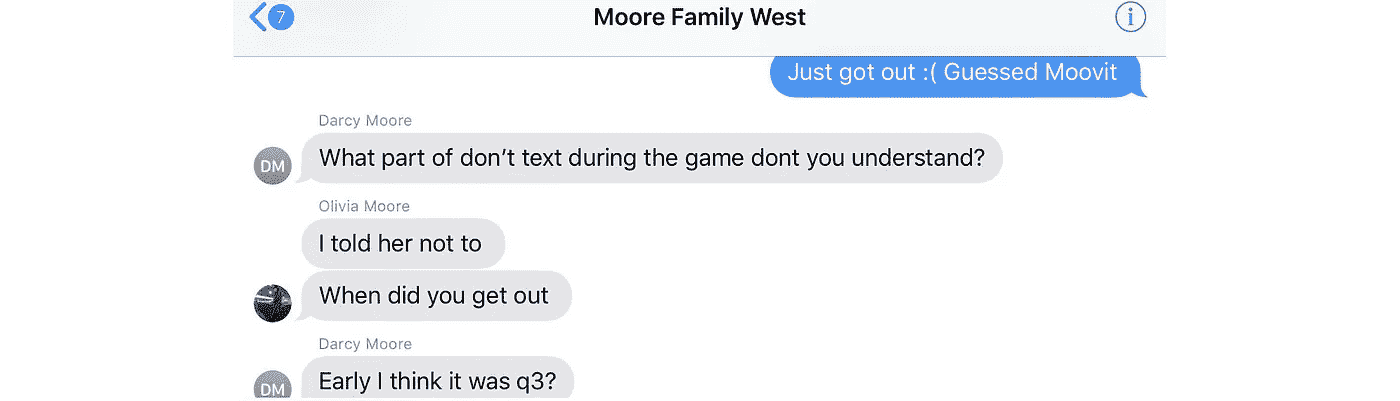 7
Moore Family West
i
Just got out :( Guessed Moovit
Darcy Moore
DM
What part of don’t text during the game dont you understand?
Olivia Moore
I told her not to
When did you get out
Darcy Moore
DM
Early I think it was q3?